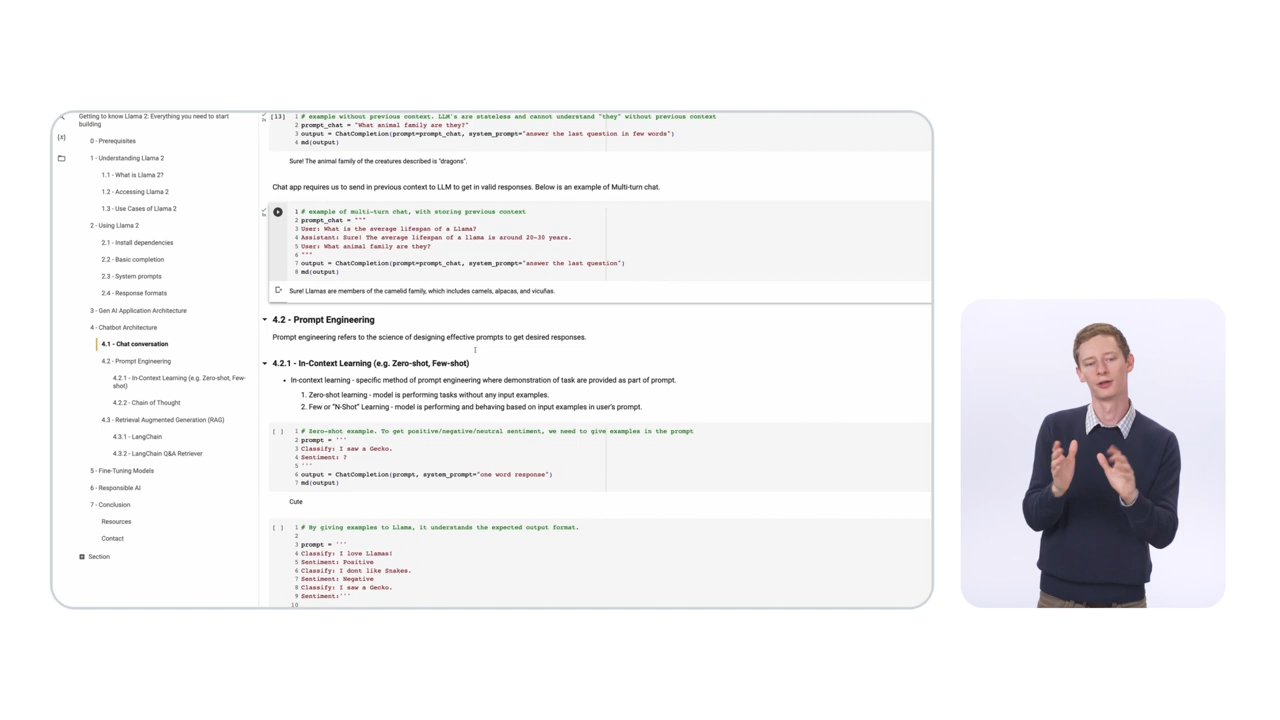 Getting to know Llama 2: Everything you need to start
building
0 - Prerequisites
1 - Understanding Llama 2
1.1 - What is Llama 2?
1.2 - Accessing Llama 2
1.3 - Use Cases of Llama 2
2 - Using Llama 2
2.1 - Install dependencies
2.2 - Basic completion
2.3 - System prompts
2.4 - Response formats
3 - Gen AI Application Architecture
4 - Chatbot Architecture
4.1 - Chat conversation
4.2 - Prompt Engineering
4.2.1 - In-Context Learning (e.g. Zero-shot, Few-
shot)
4.2.2 - Chain of Thought
4.3 - Retrieval Augmented Generation (RAG)
4.3.1 - LangChain
4.3.2 - LangChain Q&A Retriever
5 - Fine-Tuning Models
6 - Responsible AI
7 - Conclusion
Resources
Contact
Section
[13] 1 # example without previous context. LLM's are stateless and cannot understand "they" without previous context
2 prompt_chat = "What animal family are they?"
3 output = ChatCompletion(prompt=prompt_chat, system_prompt="answer the last question in few words")
4 md(output)
Sure! The animal family of the creatures described is "dragons".
Chat app requires us to send in previous context to LLM to get in valid responses. Below is an example of Multi-turn chat.
1 # example of multi-turn chat, with storing previous context
2 prompt_chat = """
3 User: What is the average lifespan of a Llama?
4 Assistant: Sure! The average lifespan of a llama is around 20-30 years.
5 User: What animal family are they?
6 """
7 output = ChatCompletion(prompt=prompt_chat, system_prompt="answer the last question")
8 md(output)
Sure! Llamas are members of the camelid family, which includes camels, alpacas, and vicuñas.
4.2 - Prompt Engineering
Prompt engineering refers to the science of designing effective prompts to get desired responses.
4.2.1 - In-Context Learning (e.g. Zero-shot, Few-shot)
• In-context learning - specific method of prompt engineering where demonstration of task are provided as part of prompt.
1. Zero-shot learning - model is performing tasks without any input examples.
2. Few or "N-Shot" Learning - model is performing and behaving based on input examples in user's prompt.
[ ] 1 # Zero-shot example. To get positive/negative/neutral sentiment, we need to give examples in the prompt
2 prompt = '''
3 Classify: I saw a Gecko.
4 Sentiment: ?
5 '''
6 output = ChatCompletion(prompt, system_prompt="one word response")
7 md(output)
Cute
[ ] 1 # By giving examples to Llama, it understands the expected output format.
2
3 prompt = '''
4 Classify: I love Llamas!
5 Sentiment: Positive
6 Classify: I dont like Snakes.
7 Sentiment: Negative
8 Classify: I saw a Gecko.
9 Sentiment:'''
10